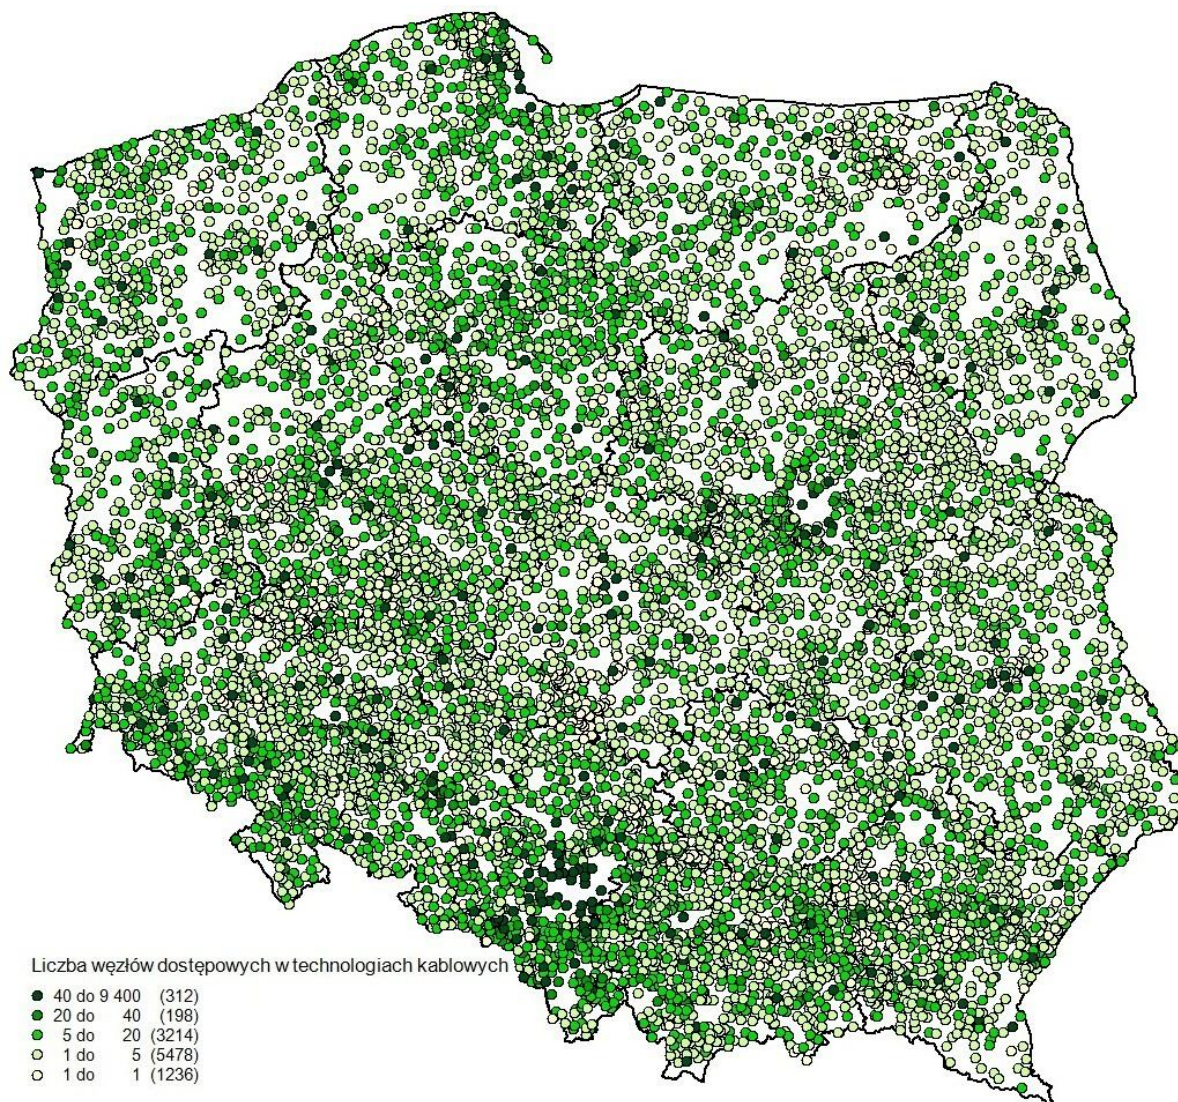 Liczba węzłów dostępowych w technologiach kablowych
40 do 9 400 (312)
20 do 40 (198)
5 do 20 (3214)
1 do 5 (5478)
1 do 1 (1236)